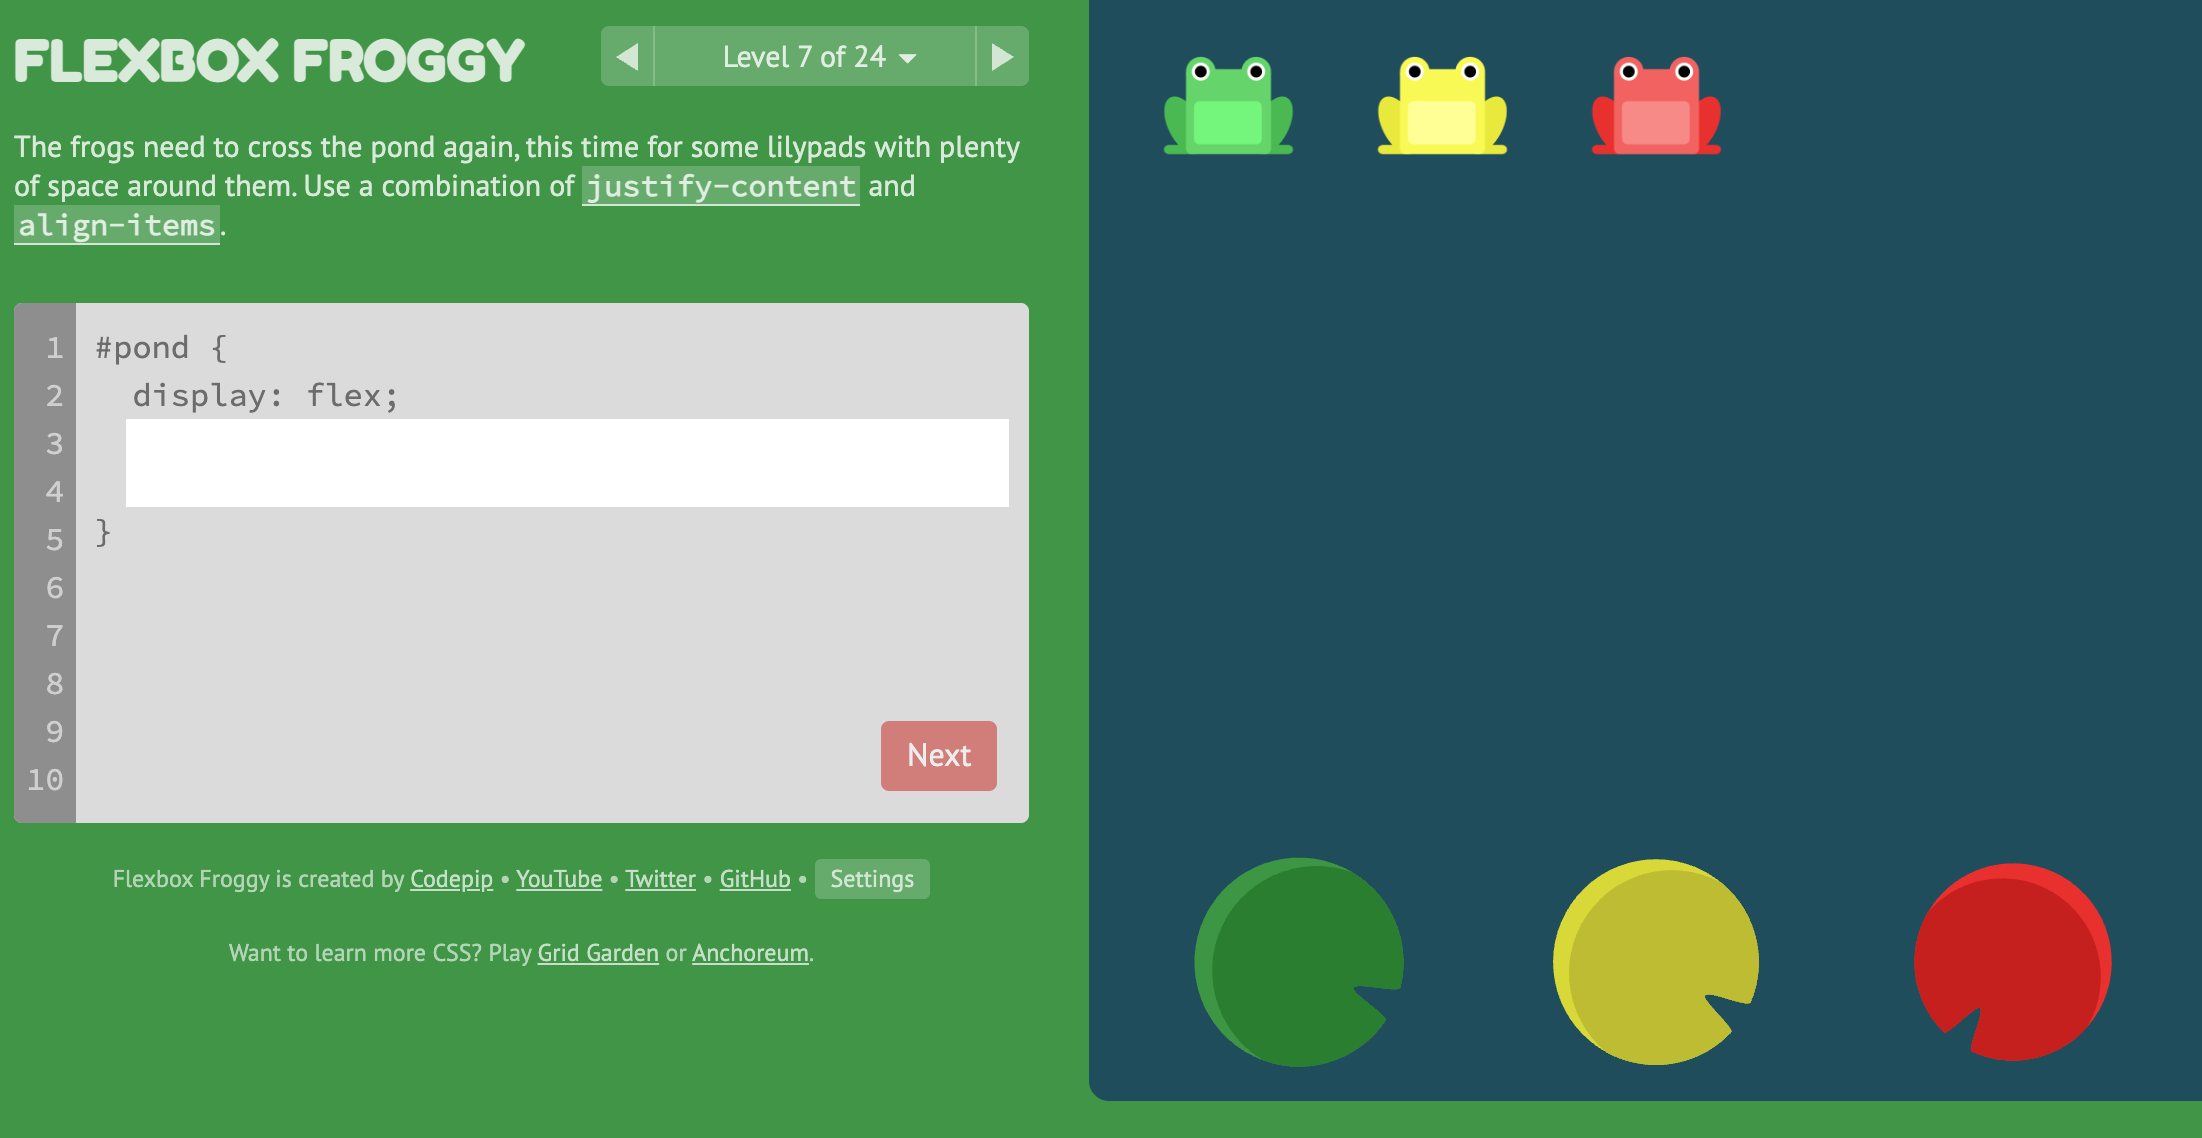 FLEXBOX FROGGY
Level 7 of 24
The frogs need to cross the pond again, this time for some lilypads with plenty
of space around them. Use a combination of justify-content and
align-items.
1 #pond {
2 display: flex;
3
4
5 }
6
7
8
9
10
Next
Flexbox Froggy is created by Codepip • YouTube • Twitter • GitHub • Settings
Want to learn more CSS? Play Grid Garden or Anchoreum.